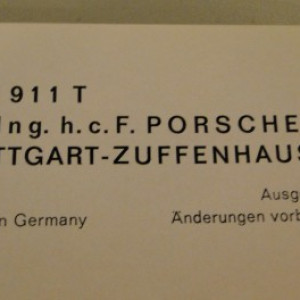 911 T
Ing. h. c. F. PORSCHE
TTGART-ZUFFENHAUS
Ausg
n Germany
Änderungen vorb